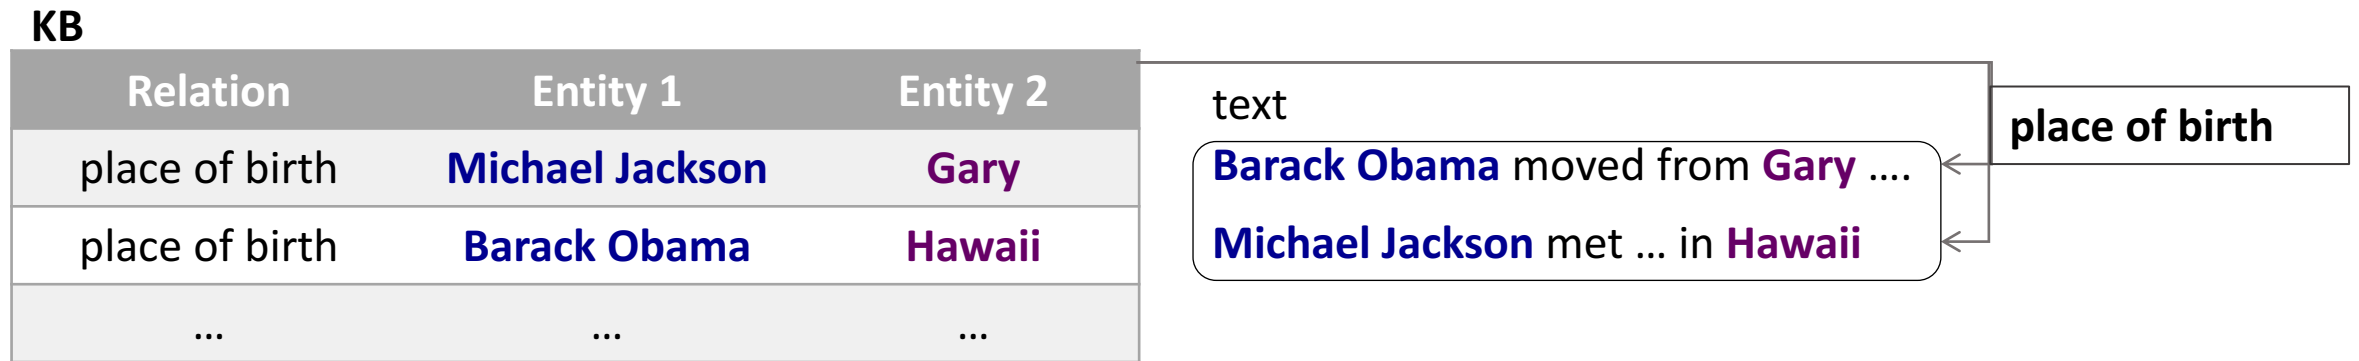 KB
Relation Entity 1 Entity 2
place of birth Michael Jackson Gary
place of birth Barack Obama Hawaii
... ... ...
text
Barack Obama moved from Gary ....
Michael Jackson met ... in Hawaii
place of birth